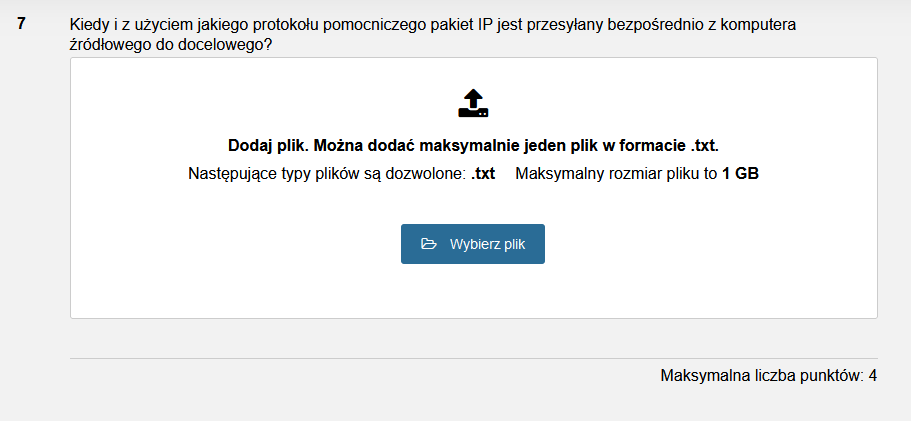 7
Kiedy i z użyciem jakiego protokołu pomocniczego pakiet IP jest przesyłany bezpośrednio z komputera
źródłowego do docelowego?
Dodaj plik. Można dodać maksymalnie jeden plik w formacie .txt.
Następujące typy plików są dozwolone: .txt Maksymalny rozmiar pliku to 1 GB
Wybierz plik
Maksymalna liczba punktów: 4